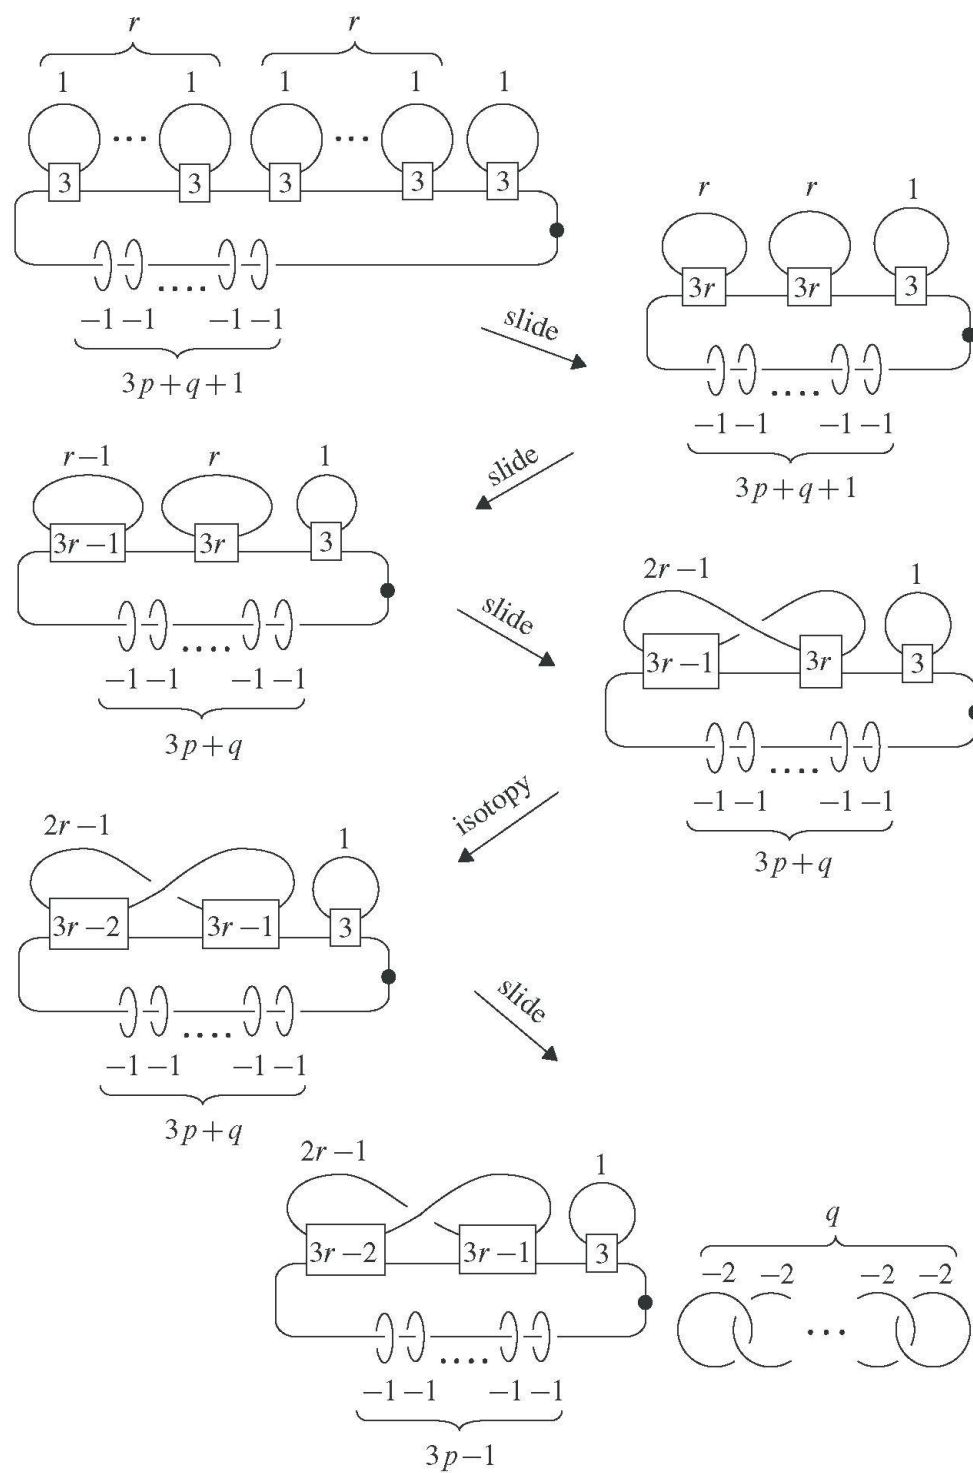 r r
1 1 1 1 1
3 3 3 3 3
−1 −1 −1 −1
3p+q+1
slide
r r 1
3r 3r 3
−1 −1 −1 −1
3p+q+1
slide
r−1 r 1
3r−1 3r 3
−1 −1 −1 −1
3p+q
slide
2r−1 1
3r−1 3r 3
−1 −1 −1 −1
3p+q
isotopy
2r−1 1
3r−2 3r−1 3
−1 −1 −1 −1
3p+q
slide
2r−1 1
3r−2 3r−1 3
−1 −1 −1 −1
3p−1
q
−2 −2 −2 −2